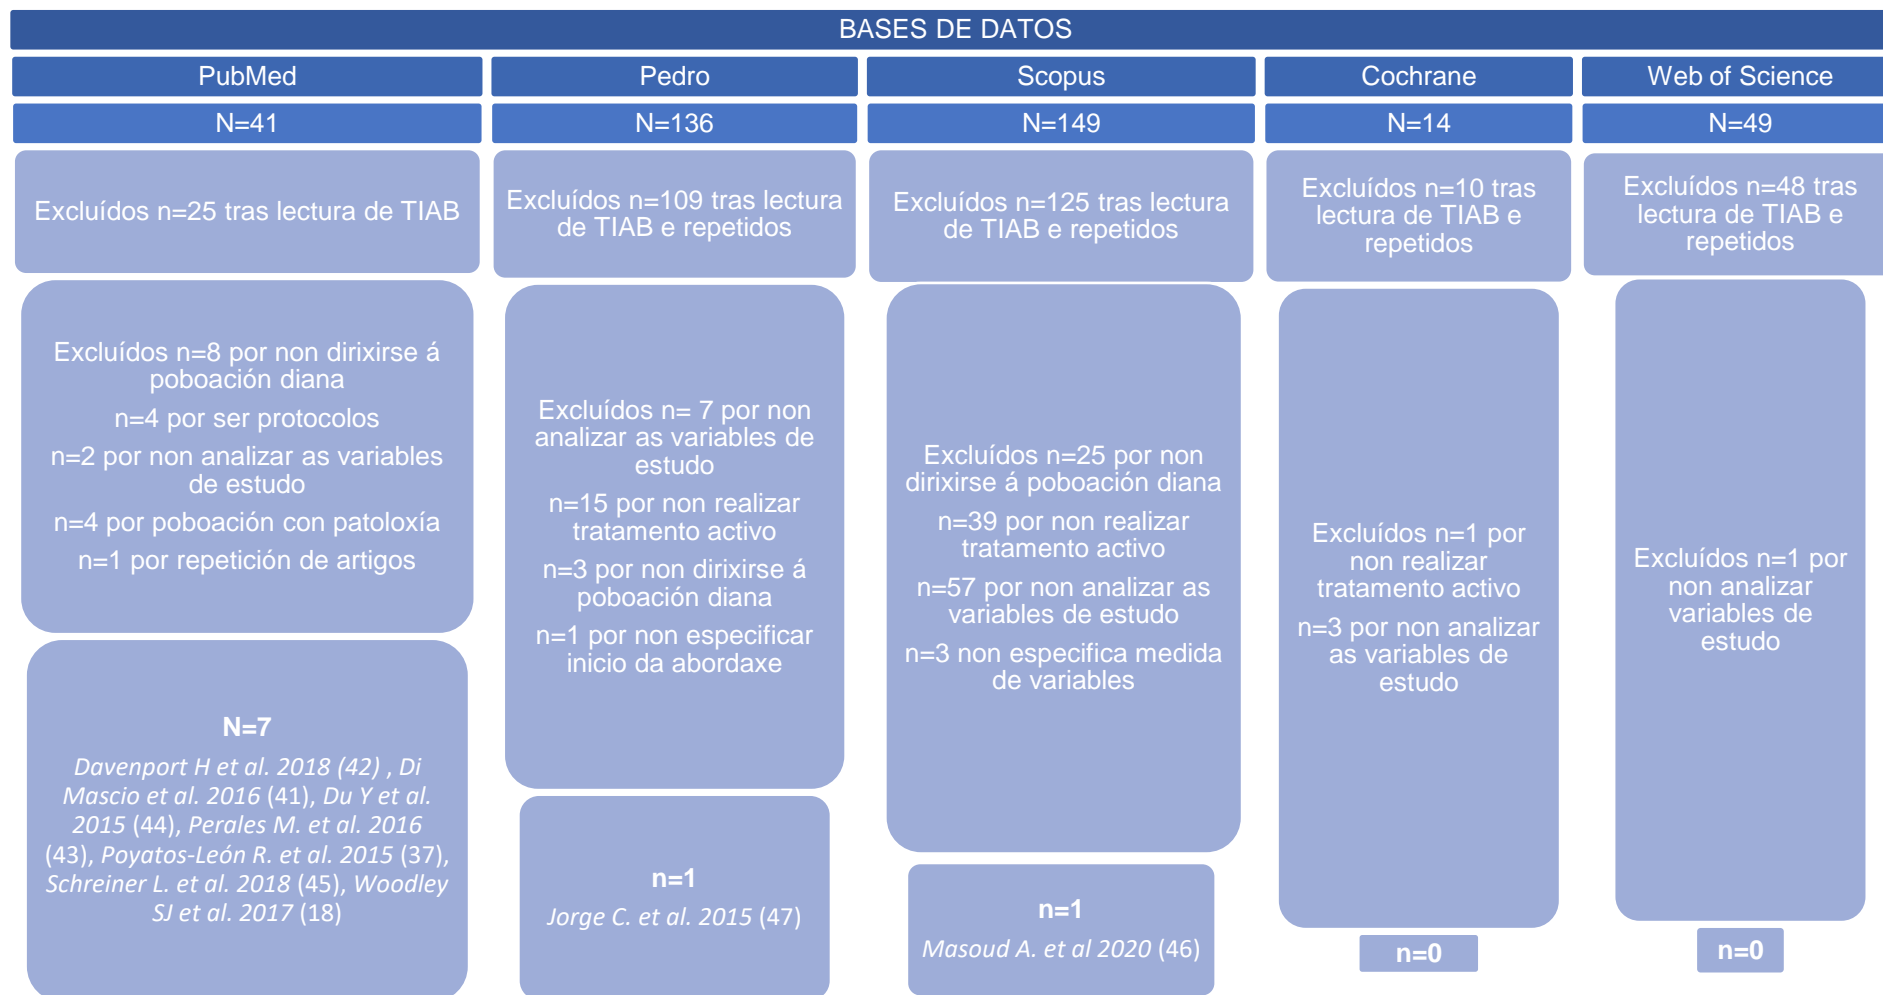 BASES DE DATOS
PubMed
Pedro
Scopus
Cochrane
Web of Science
N=41
N=136
N=149
N=14
N=49
Excluídos n=25 tras lectura de TIAB
Excluídos n=109 tras lectura
de TIAB e repetidos
Excluídos n=125 tras lectura
de TIAB e repetidos
Excluídos n=10 tras
lectura de TIAB e
repetidos
Excluídos n=48 tras
lectura de TIAB e
repetidos
Excluídos n=8 por non dirixirse á
poboación diana
n=4 por ser protocolos
n=2 por non analizar as variables
de estudo
n=4 por poboación con patoloxía
n=1 por repetición de artigos
Excluídos n= 7 por non
analizar as variables de
estudo
n=15 por non realizar
tratamento activo
n=3 por non dirixirse á
poboación diana
n=1 por non especificar
inicio da abordaxe
Excluídos n=25 por non
dirixirse á poboación diana
n=39 por non realizar
tratamento activo
n=57 por non analizar as
variables de estudo
n=3 non especifica medida
de variables
Excluídos n=1 por
non realizar
tratamento activo
n=3 por non analizar
as variables de
estudo
Excluídos n=1 por
non analizar
variables de
estudo
N=7
Davenport H et al. 2018 (42) , Di
Mascio et al. 2016 (41), Du Y et al.
2015 (44), Perales M. et al. 2016
(43), Poyatos-León R. et al. 2015 (37),
Schreiner L. et al. 2018 (45), Woodley
SJ et al. 2017 (18)
n=1
Jorge C. et al. 2015 (47)
n=1
Masoud A. et al 2020 (46)
n=0
n=0